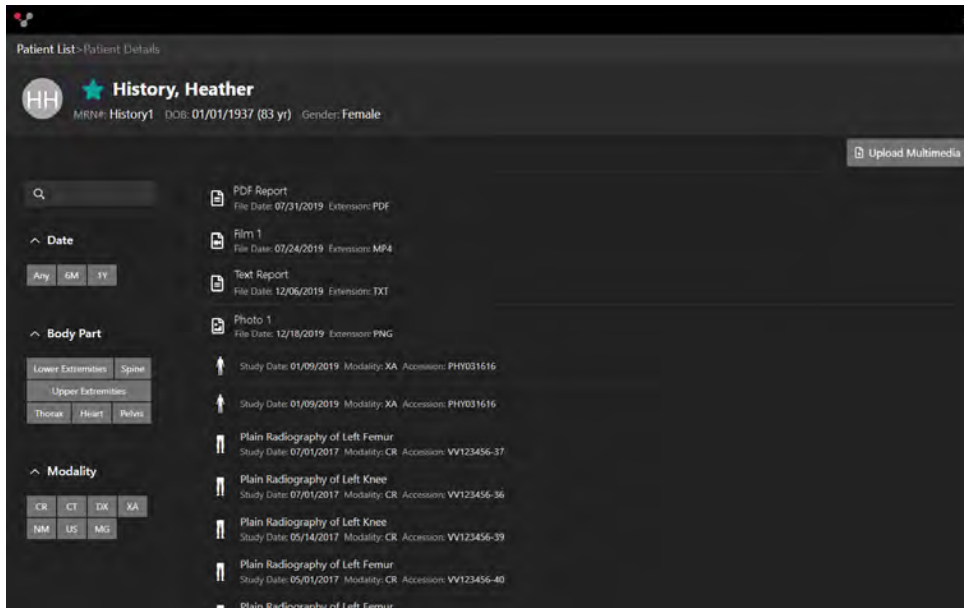 Patient List>Patient Details
HH
History, Heather
MRN#: History1 DOB: 01/01/1937 (83 yr) Gender: Female
Upload Multimedia
Date
Any 6M 1Y
Body Part
Lower Extremities Spine
Upper Extremities
Thorax Heart Pelvis
Modality
CR CT DX XA
NM US MG
PDF Report
File Date: 07/31/2019 Extension: PDF
Film 1
File Date: 07/24/2019 Extension: MP4
Text Report
File Date: 12/06/2019 Extension: TXT
Photo 1
File Date: 12/18/2019 Extension: PNG
Study Date: 01/09/2019 Modality: XA Accession: PHY031616
Study Date: 01/09/2019 Modality: XA Accession: PHY031616
Plain Radiography of Left Femur
Study Date: 07/01/2017 Modality: CR Accession: VV123456-37
Plain Radiography of Left Knee
Study Date: 07/01/2017 Modality: CR Accession: VV123456-36
Plain Radiography of Left Knee
Study Date: 05/14/2017 Modality: CR Accession: VV123456-39
Plain Radiography of Left Femur
Study Date: 05/01/2017 Modality: CR Accession: VV123456-40
Plain Radiography of Left Femur